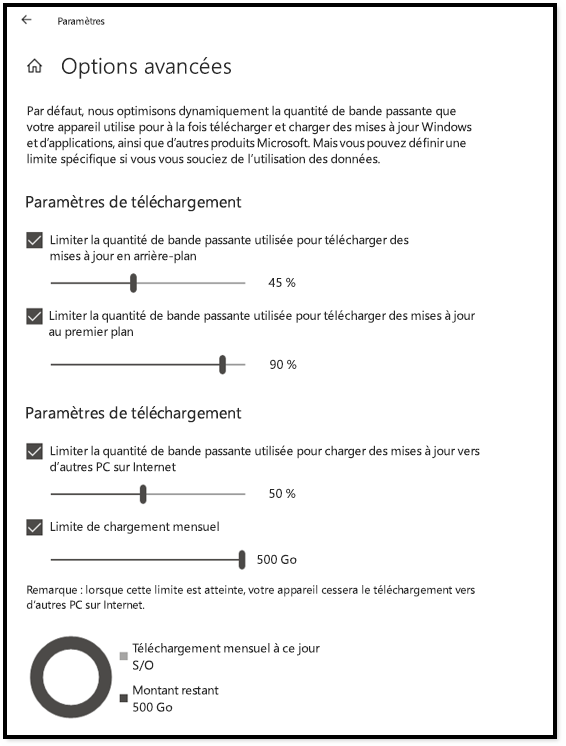 Paramètres
Options avancées
Par défaut, nous optimisons dynamiquement la quantité de bande passante que
votre appareil utilise pour à la fois télécharger et charger des mises à jour Windows
et d'applications, ainsi que d'autres produits Microsoft. Mais vous pouvez définir une
limite spécifique si vous vous souciez de l'utilisation des données.
Paramètres de téléchargement
Limiter la quantité de bande passante utilisée pour télécharger des
mises à jour en arrière-plan
45 %
Limiter la quantité de bande passante utilisée pour télécharger des mises à jour
au premier plan
90 %
Paramètres de téléchargement
Limiter la quantité de bande passante utilisée pour charger des mises à jour vers
d'autres PC sur Internet
50 %
Limite de chargement mensuel
500 Go
Remarque : lorsque cette limite est atteinte, votre appareil cessera le téléchargement vers
d'autres PC sur Internet.
Téléchargement mensuel à ce jour
S/O
Montant restant
500 Go